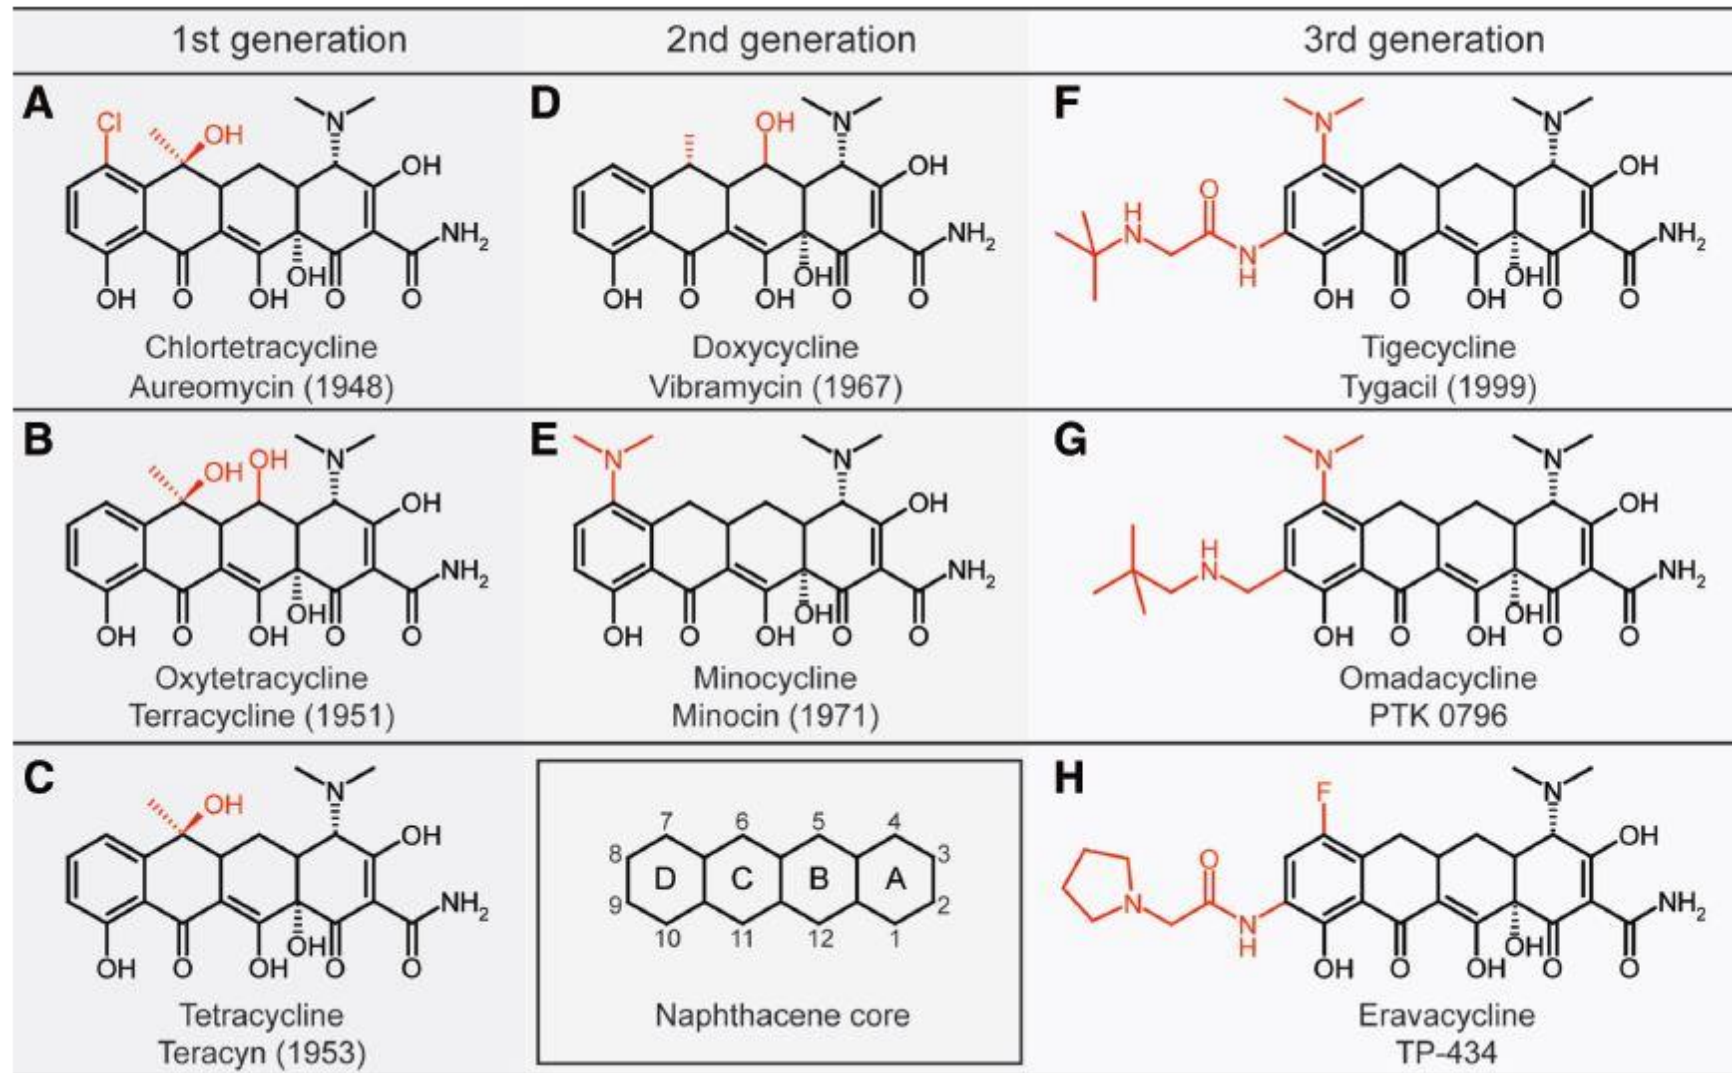 1st generation
2nd generation
3rd generation
A
Cl
OH
N
OH
NH2
OH
O
OH
OH
O
O
Chlortetracycline
Aureomycin (1948)
D
OH
N
OH
NH2
OH
O
OH
OH
O
O
Doxycycline
Vibramycin (1967)
F
N
N
OH
O
H
N
N
H
NH2
OH
O
OH
OH
O
O
Tigecycline
Tygacil (1999)
B
OH
OH
N
OH
NH2
OH
O
OH
OH
O
O
Oxytetracycline
Terracycline (1951)
E
N
N
OH
NH2
OH
O
OH
OH
O
O
Minocycline
Minocin (1971)
G
N
N
OH
H
N
NH2
OH
O
OH
OH
O
O
Omadacycline
PTK 0796
C
OH
N
OH
NH2
OH
O
OH
OH
O
O
Tetracycline
Teracyn (1953)
7 6 5 4
8 3
D C B A
9 2
10 11 12 1
Naphthacene core
H
F
N
OH
O
N
N
H
NH2
OH
O
OH
OH
O
O
Eravacycline
TP-434